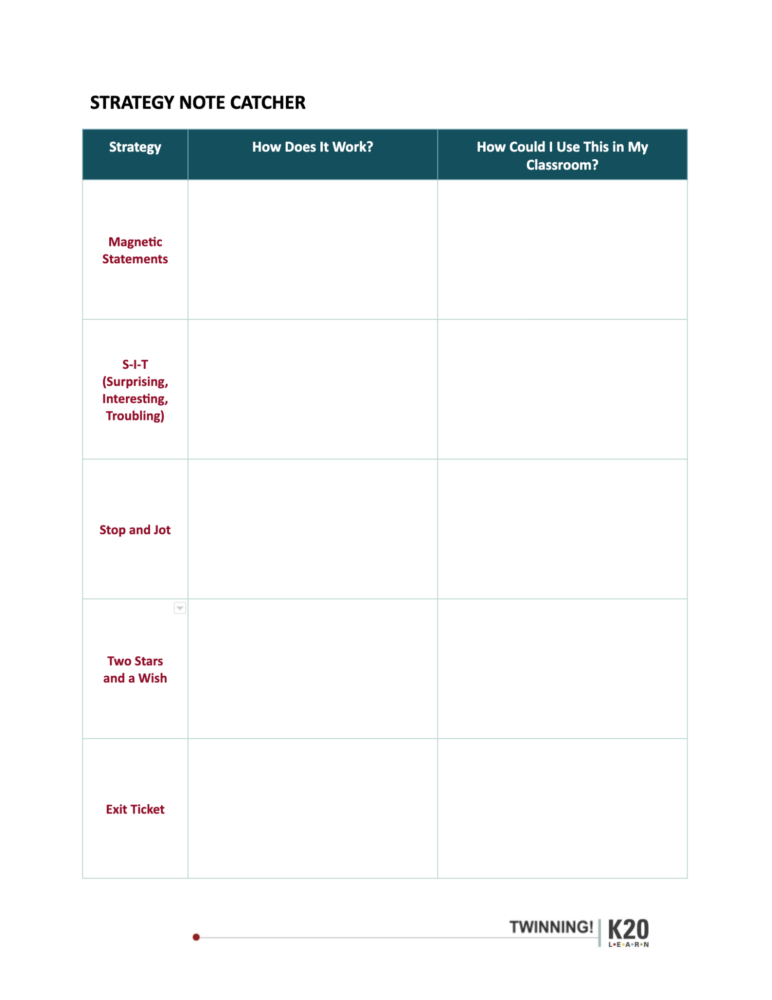 STRATEGY NOTE CATCHER
Strategy
How Does It Work?
How Could I Use This in My
Classroom?
Magnetic
Statements
S-I-T
(Surprising,
Interesting,
Troubling)
Stop and Jot
Two Stars
and a Wish
Exit Ticket
TWINNING!
K20
L•E•A•R•N